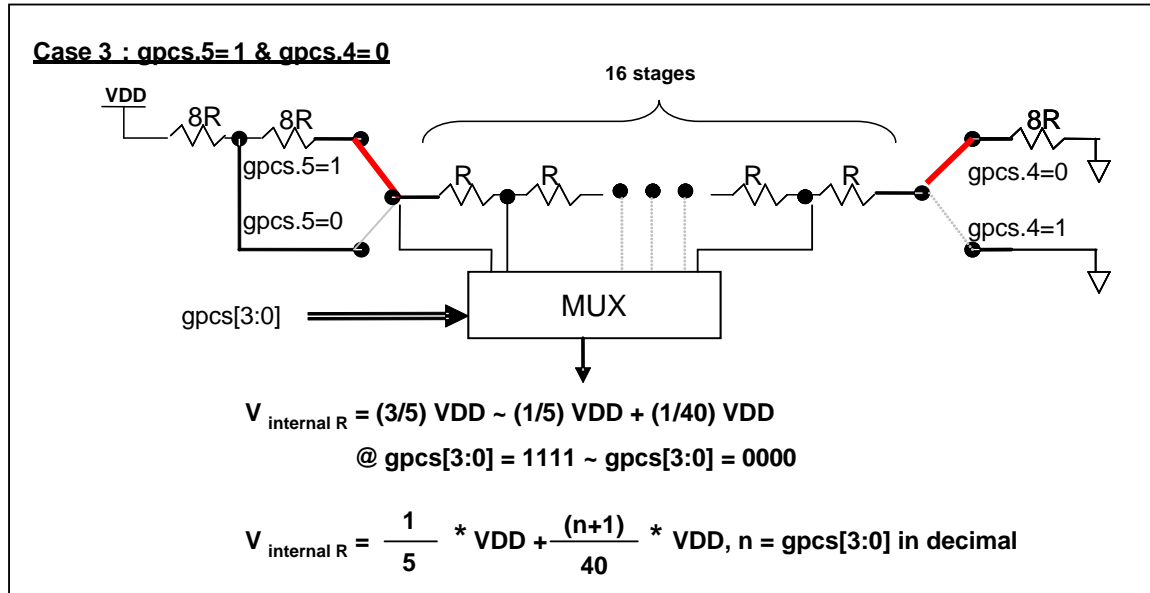 Case 3 : gpcs.5= 1 & gpcs.4= 0
16 stages
VDD
8R 8R 8R
gpcs.5=1 gpcs.4=0
R R R R
gpcs.5=0 gpcs.4=1
MUX
gpcs[3:0]
V internal R = (3/5) VDD ~ (1/5) VDD + (1/40) VDD
@ gpcs[3:0] = 1111 ~ gpcs[3:0] = 0000
V internal R = 1/5 * VDD + (n+1)/40 * VDD, n = gpcs[3:0] in decimal